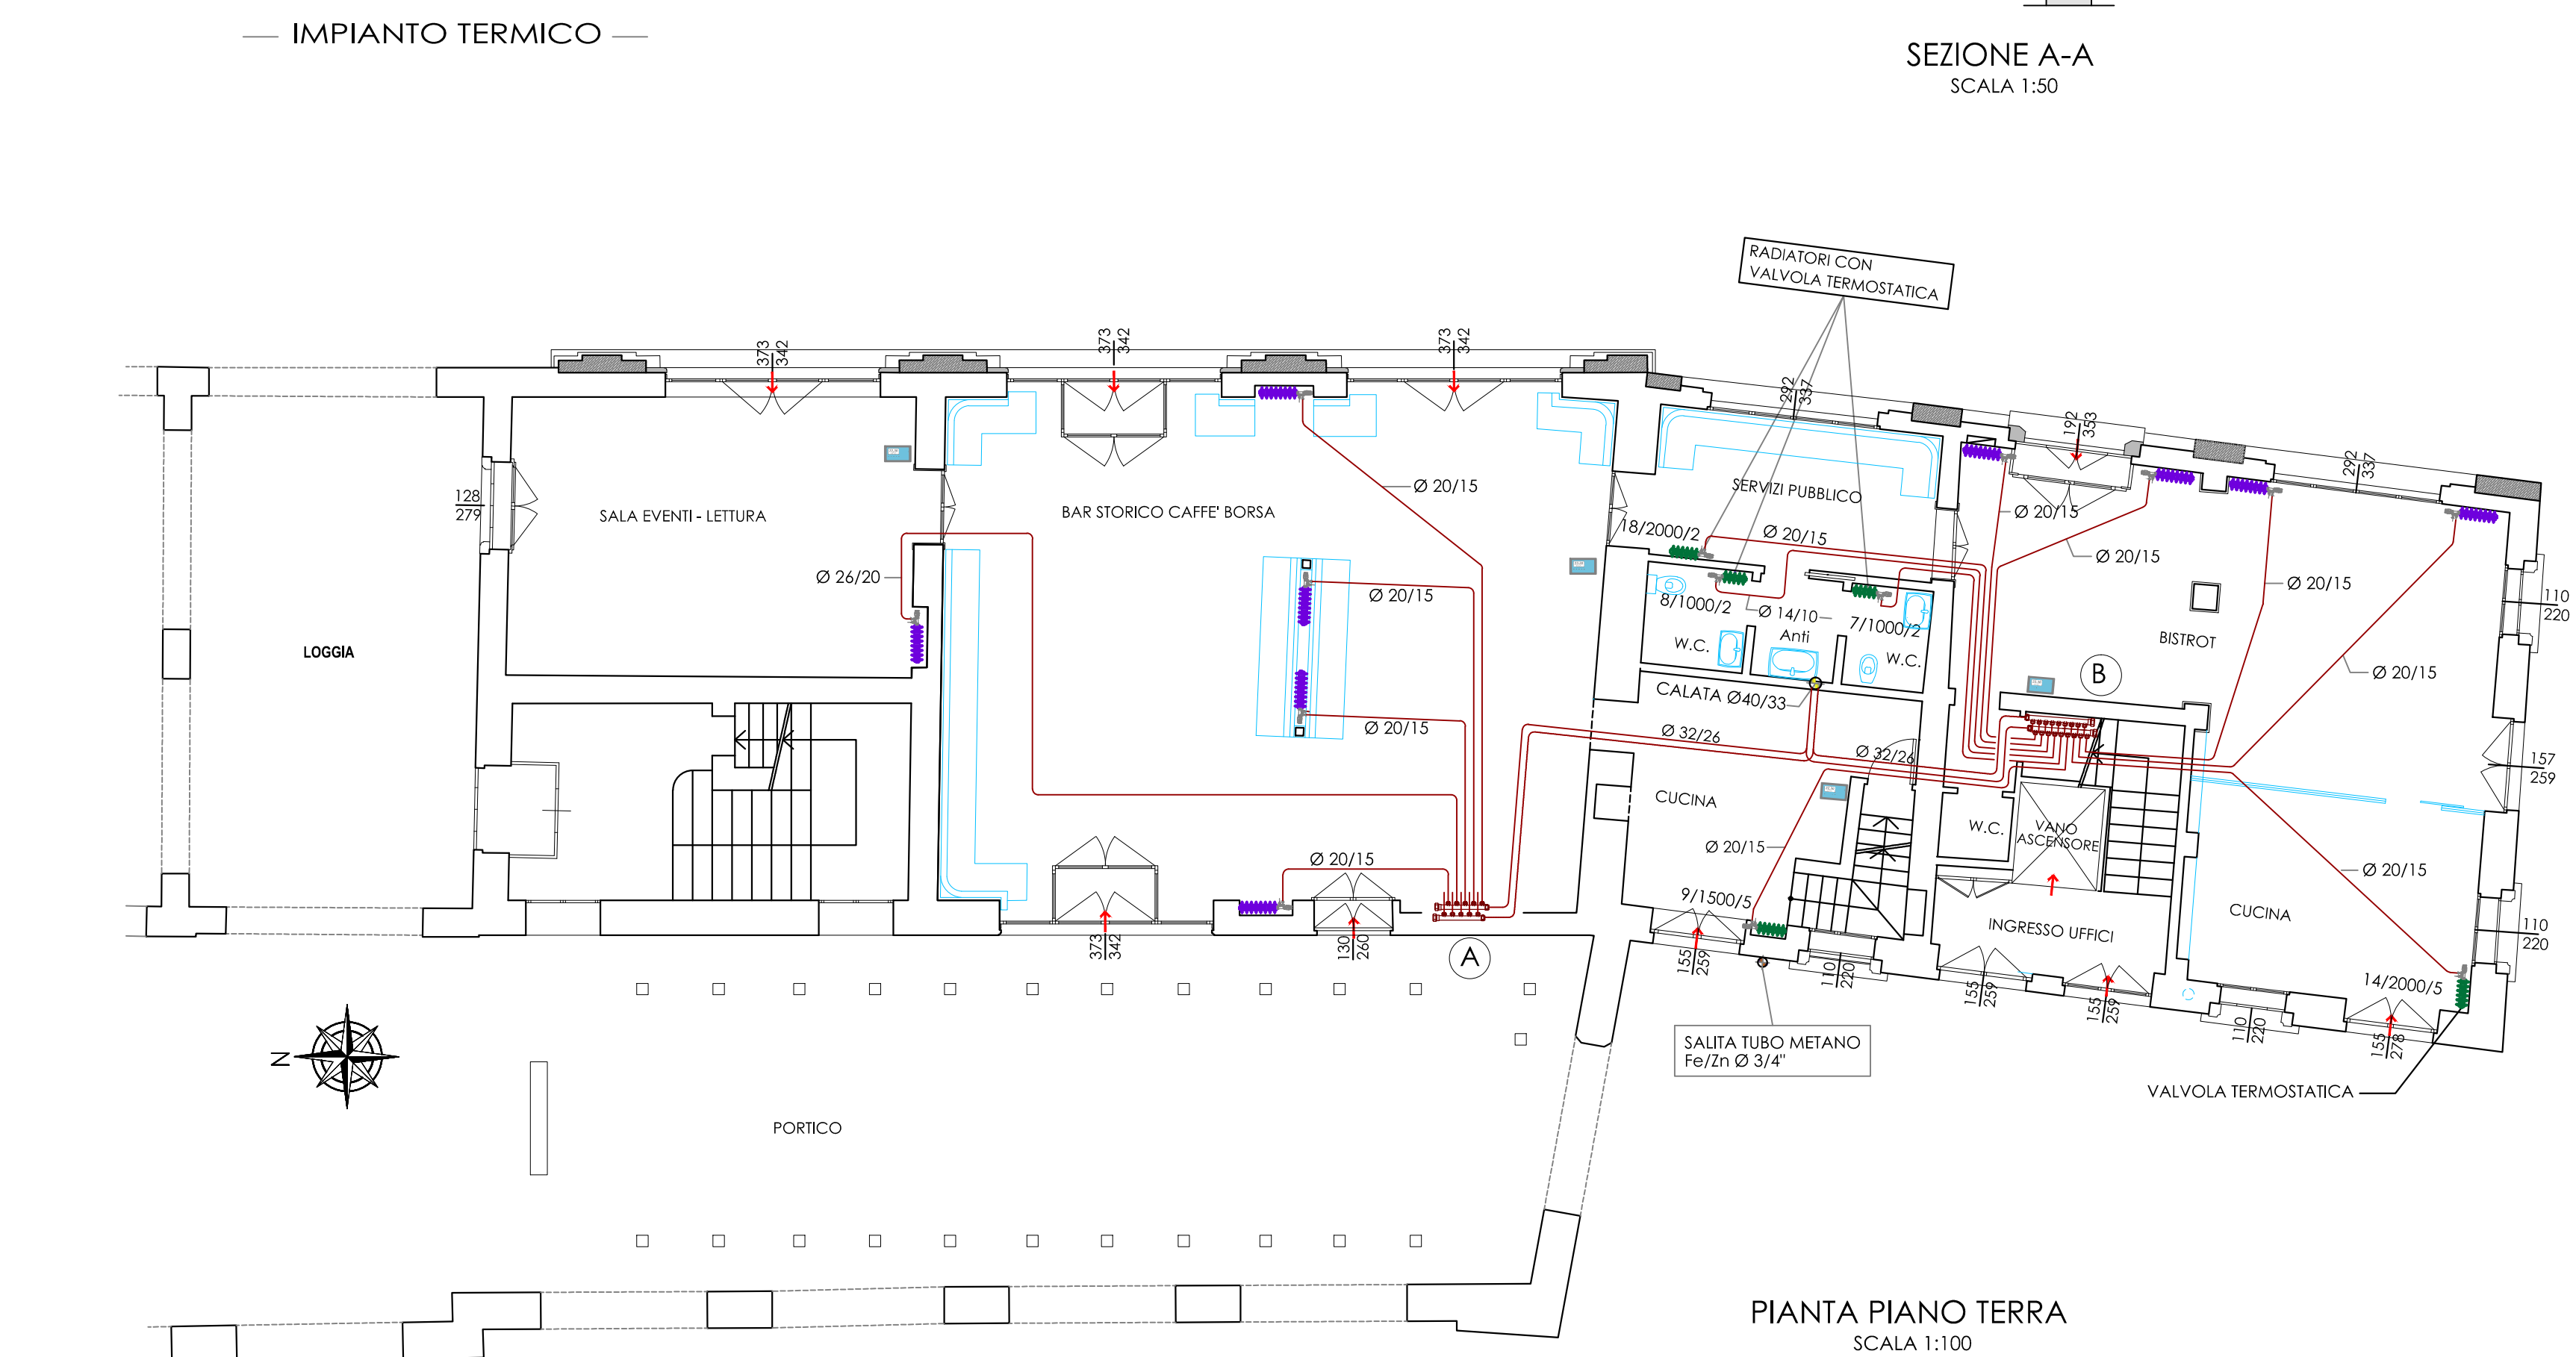 IMPIANTO TERMICO
SEZIONE A-A
SCALA 1:50
RADIATORI CON
VALVOLA TERMOSTATICA
373
342
373
342
373
342
292
337
192
353
292
337
128
279
SALA EVENTI - LETTURA
BAR STORICO CAFFE' BORSA
Ø 20/15
SERVIZI PUBBLICO
18/2000/2
Ø 20/15
Ø 20/15
Ø 20/15
Ø 20/15
Ø 26/20
Ø 20/15
8/1000/2
Ø 14/10
7/1000/2
Anti
W.C.
W.C.
110
220
BISTROT
LOGGIA
B
Ø 20/15
CALATA Ø40/33
Ø 20/15
Ø 32/26
Ø 32/26
157
259
CUCINA
W.C.
VANO
ASCENSORE
Ø 20/15
Ø 20/15
Ø 20/15
9/1500/5
CUCINA
INGRESSO UFFICI
110
220
373
342
130
260
A
155
259
110
220
155
259
155
259
110
220
155
278
14/2000/5
N
SALITA TUBO METANO
Fe/Zn Ø 3/4"
VALVOLA TERMOSTATICA
PORTICO
PIANTA PIANO TERRA
SCALA 1:100